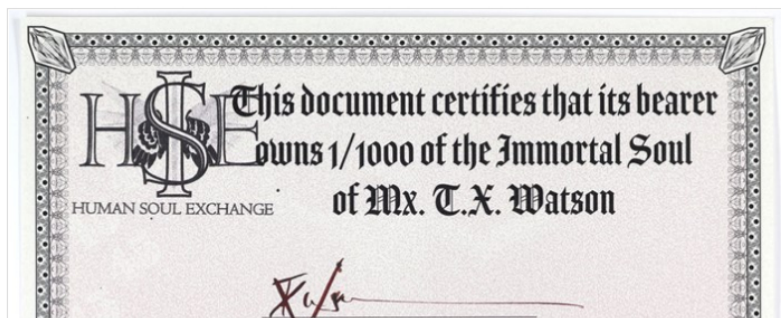 HSE
HUMAN SOUL EXCHANGE
This document certifies that its bearer
owns 1/1000 of the Immortal Soul
of Mx. T.X. Watson